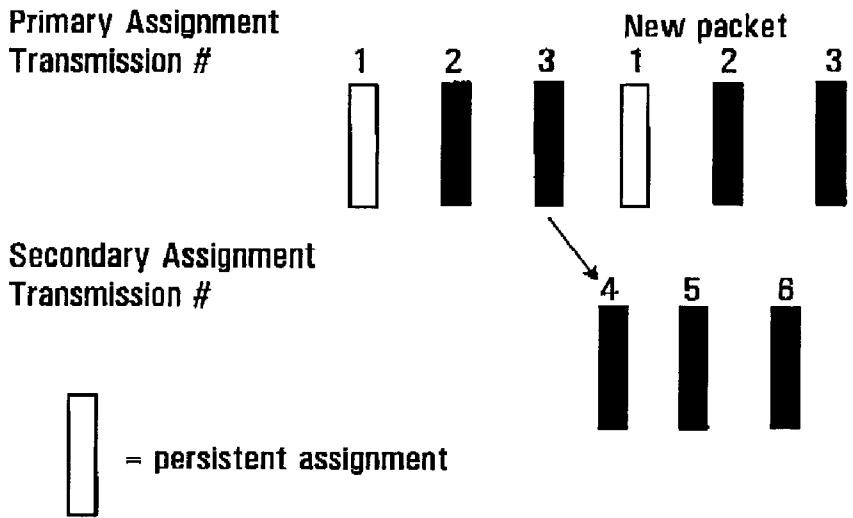 Primary Assignment
New packet
Transmission # 1 2 3 1 2 3
Secondary Assignment
Transmission # 4 5 6
= persistent assignment